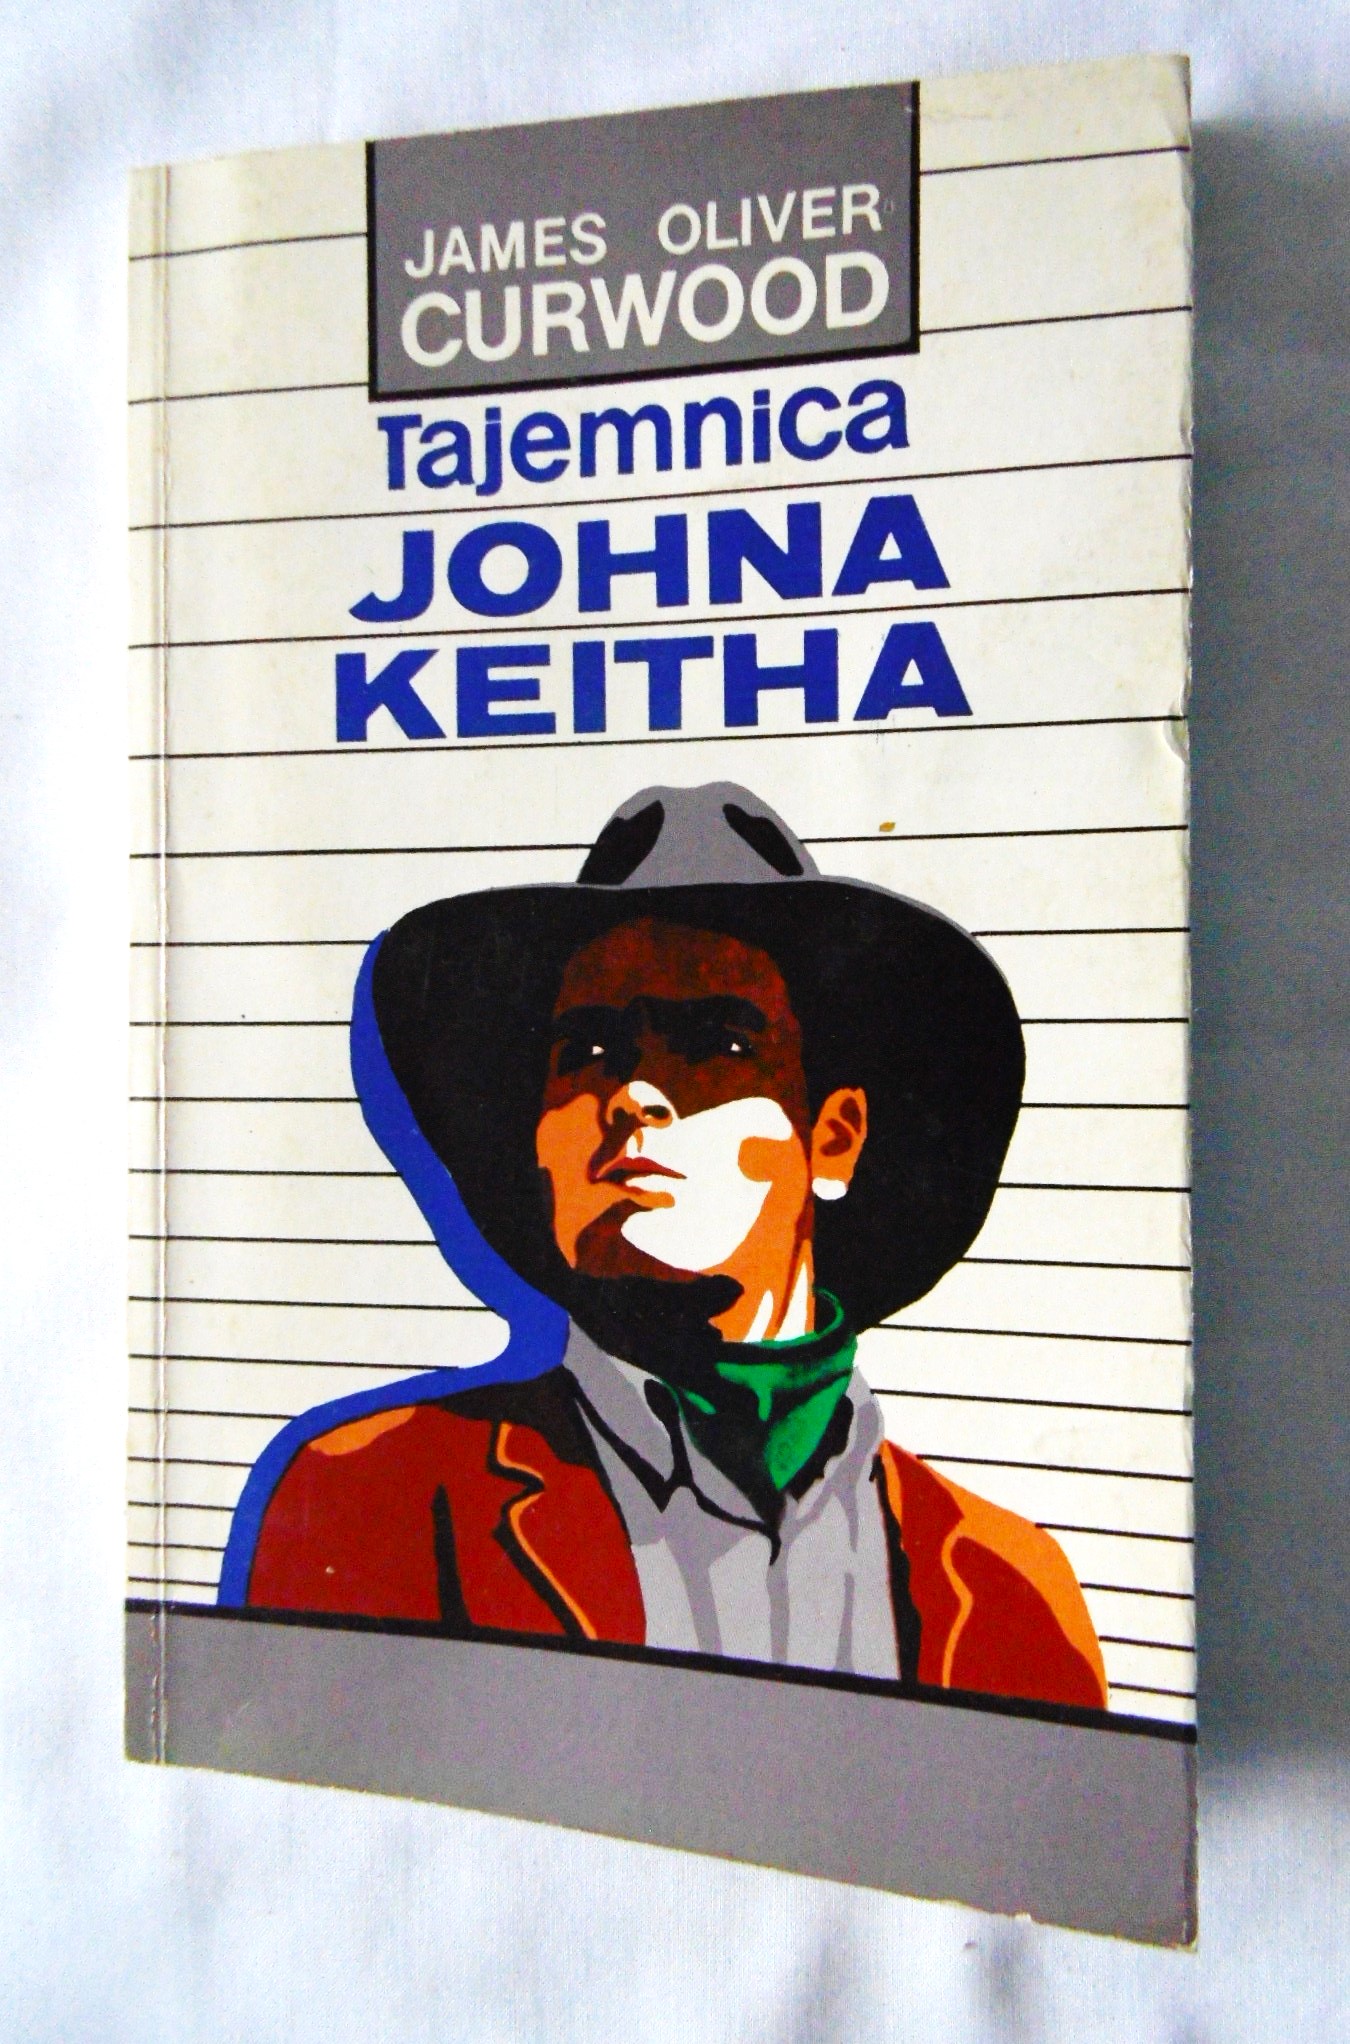 JAMES OLIVER
CURWOOD
Tajemnica
JOHNA
KEITHA